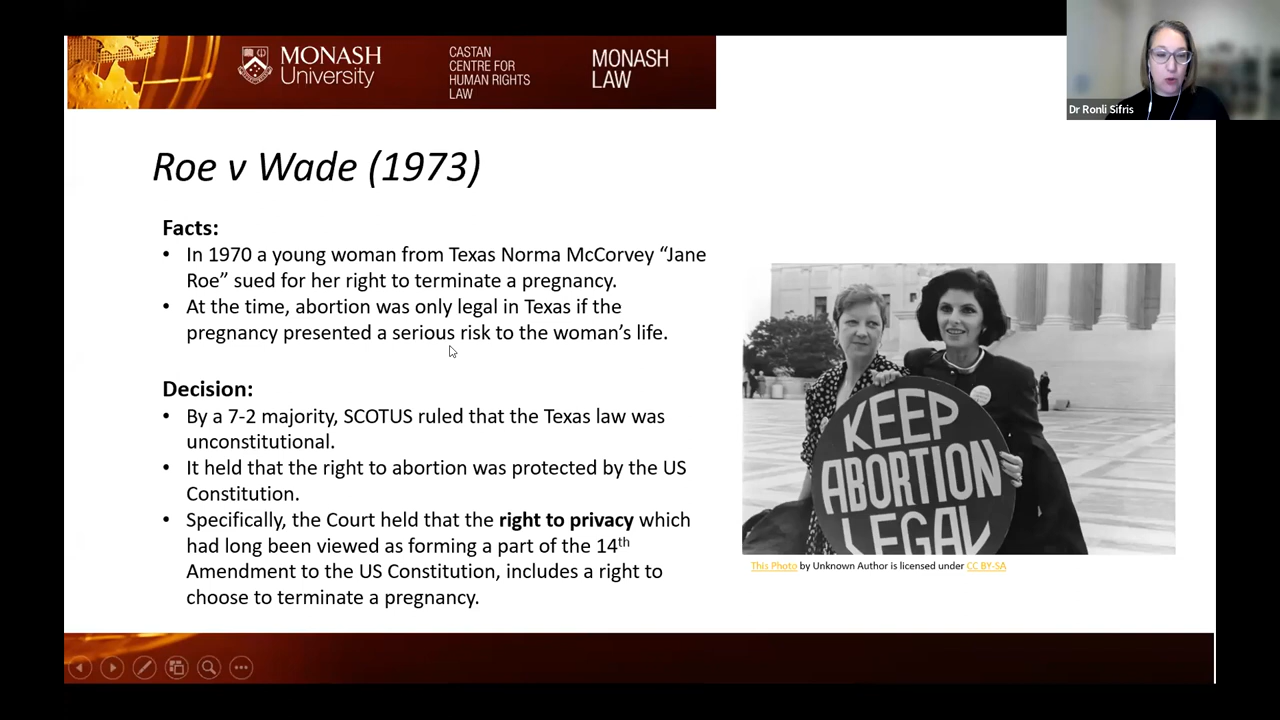 MONASH
University
CASTAN
CENTRE FOR
HUMAN RIGHTS
LAW
MONASH
LAW
Dr Ronli Sifris
Roe v Wade (1973)
Facts:
• In 1970 a young woman from Texas Norma McCorvey “Jane
Roe” sued for her right to terminate a pregnancy.
• At the time, abortion was only legal in Texas if the
pregnancy presented a serious risk to the woman’s life.
Decision:
• By a 7-2 majority, SCOTUS ruled that the Texas law was
unconstitutional.
• It held that the right to abortion was protected by the US
Constitution.
• Specifically, the Court held that the right to privacy which
had long been viewed as forming a part of the 14th
Amendment to the US Constitution, includes a right to
choose to terminate a pregnancy.
KEEP
ABORTION
LEGAL
This Photo by Unknown Author is licensed under CC BY-SA